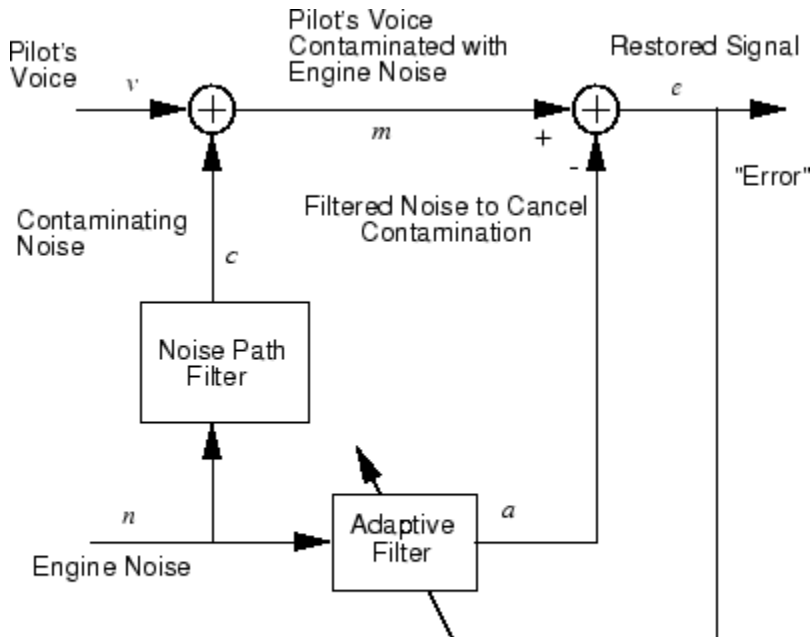 Pilot's
Voice
v
Pilot's Voice
Contaminated with
Engine Noise
m
Restored Signal
e
+
-
"Error"
Contaminating
Noise
c
Filtered Noise to Cancel
Contamination
Noise Path
Filter
n
Engine Noise
Adaptive
Filter
a